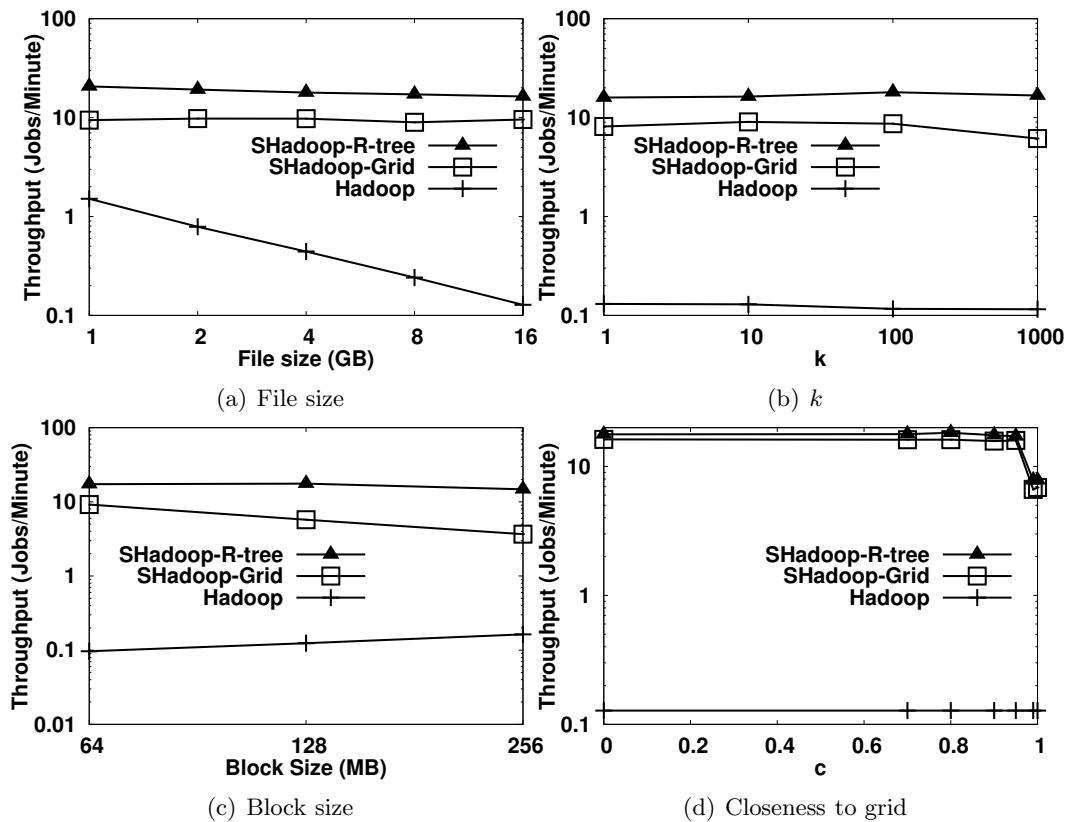 Throughput (Jobs/Minute)
100
10
1
0.1
SHadoop-R-tree
SHadoop-Grid
Hadoop
1 2 4 8 16
File size (GB)
(a) File size
Throughput (Jobs/Minute)
100
10
1
0.1
SHadoop-R-tree
SHadoop-Grid
Hadoop
1 10 100 1000
k
(b) k
Throughput (Jobs/Minute)
100
10
1
0.1
0.01
SHadoop-R-tree
SHadoop-Grid
Hadoop
64 128 256
Block Size (MB)
(c) Block size
Throughput (Jobs/Minute)
10
1
0.1
SHadoop-R-tree
SHadoop-Grid
Hadoop
0 0.2 0.4 0.6 0.8 1
c
(d) Closeness to grid